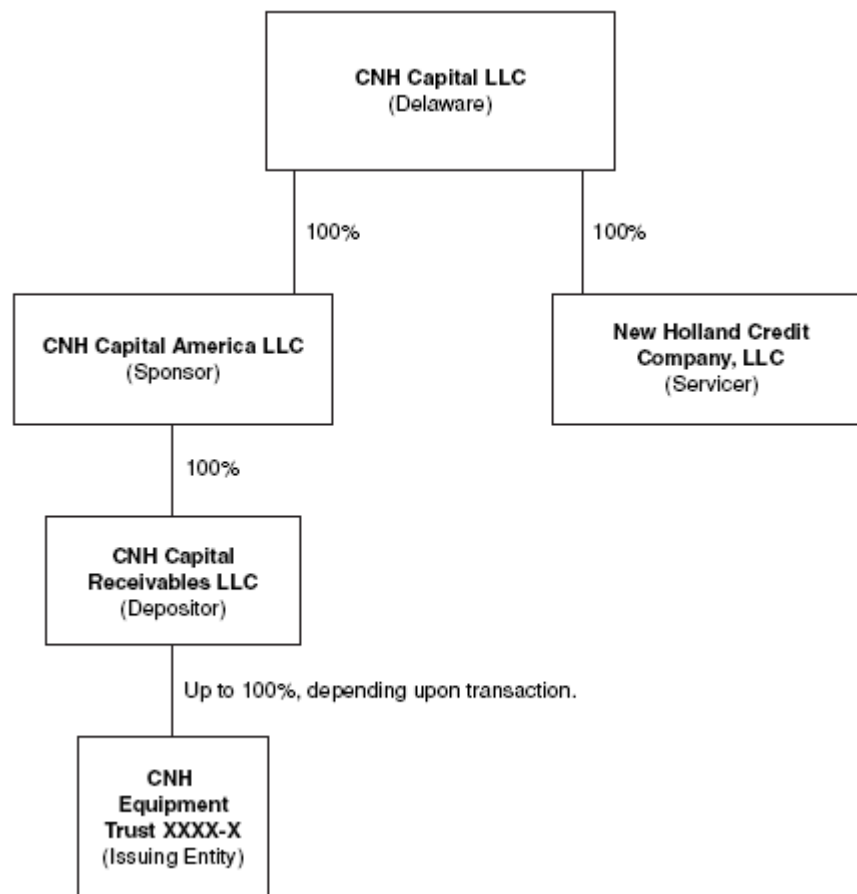 CNH Capital LLC
(Delaware)
100%
100%
CNH Capital America LLC
(Sponsor)
New Holland Credit
Company, LLC
(Servicer)
100%
CNH Capital
Receivables LLC
(Depositor)
Up to 100%, depending upon transaction.
CNH
Equipment
Trust XXXX-X
(Issuing Entity)